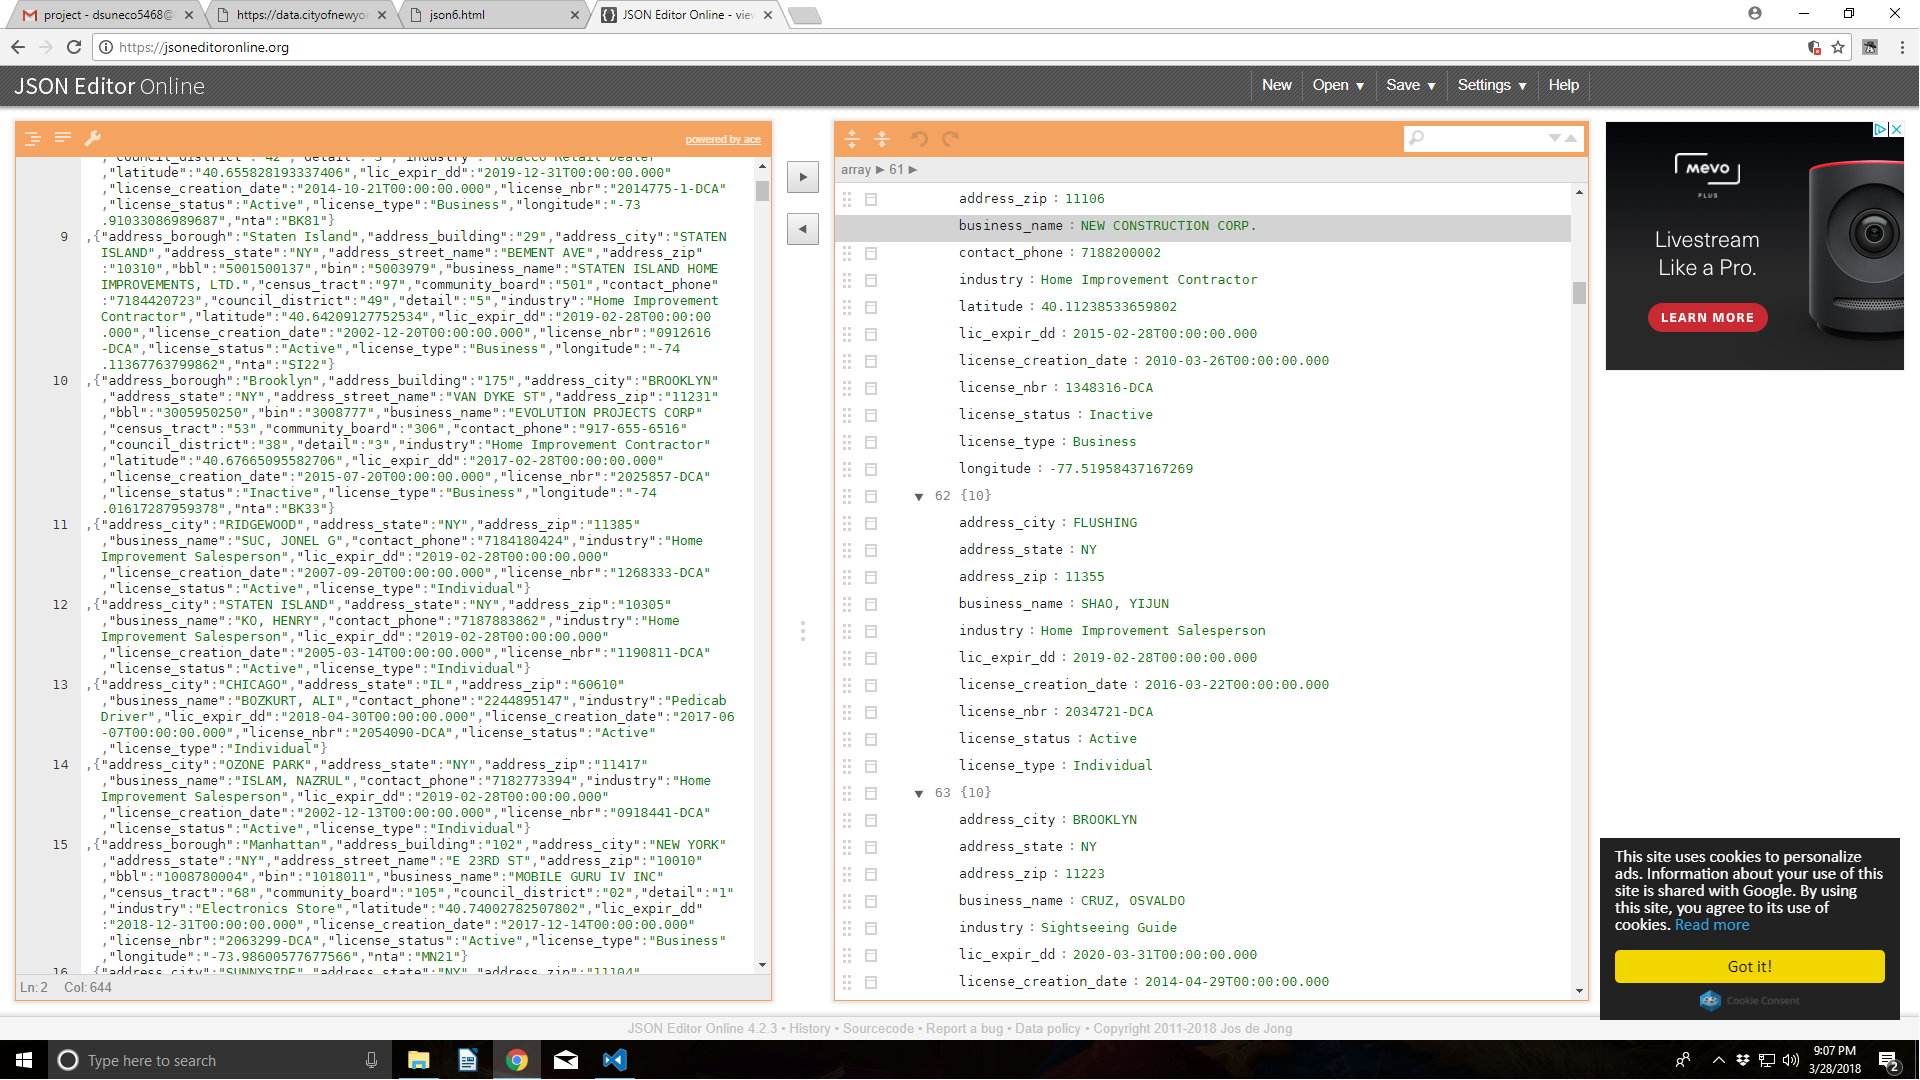 project - dsuneco5468@
https://data.cityofnewyo
json6.html
JSON Editor Online - view
https://jsoneditoronline.org
JSON Editor Online
New
Open ▼
Save ▼
Settings ▼
Help
powered by ace
,"council_district":"42","detail":"3","industry":"Tobacco Retail Dealer"
,"latitude":"40.655828193337406","lic_expir_dd":"2019-12-31T00:00:00.000"
,"license_creation_date":"2014-10-21T00:00:00.000","license_nbr":"2014775-1-DCA"
,"license_status":"Active","license_type":"Business","longitude":"-73
.91033086989687","nta":"BK81"}
9 ,{"address_borough":"Staten Island","address_building":"29","address_city":"STATEN
ISLAND","address_state":"NY","address_street_name":"BEMENT AVE","address_zip"
:"10310","bbl":"5001500137","bin":"5003979","business_name":"STATEN ISLAND HOME
IMPROVEMENTS, LTD.","census_tract":"97","community_board":"501","contact_phone"
:"7184420723","council_district":"49","detail":"5","industry":"Home Improvement
Contractor","latitude":"40.64209127752534","lic_expir_dd":"2019-02-28T00:00:00
.000","license_creation_date":"2002-12-20T00:00:00.000","license_nbr":"0912616
-DCA","license_status":"Active","license_type":"Business","longitude":"-74
.11367763799862","nta":"SI22"}
10 ,{"address_borough":"Brooklyn","address_building":"175","address_city":"BROOKLYN"
,"address_state":"NY","address_street_name":"VAN DYKE ST","address_zip":"11231"
,"bbl":"3005950250","bin":"3008777","business_name":"EVOLUTION PROJECTS CORP"
,"census_tract":"53","community_board":"306","contact_phone":"917-655-6516"
,"council_district":"38","detail":"3","industry":"Home Improvement Contractor"
,"latitude":"40.67665095582706","lic_expir_dd":"2017-02-28T00:00:00.000"
,"license_creation_date":"2015-07-20T00:00:00.000","license_nbr":"2025857-DCA"
,"license_status":"Inactive","license_type":"Business","longitude":"-74
.01617287959378","nta":"BK33"}
11 ,{"address_city":"RIDGEWOOD","address_state":"NY","address_zip":"11385"
,"business_name":"SUC, JONEL G","contact_phone":"7184180424","industry":"Home
Improvement Salesperson","lic_expir_dd":"2019-02-28T00:00:00.000"
,"license_creation_date":"2007-09-20T00:00:00.000","license_nbr":"1268333-DCA"
,"license_status":"Active","license_type":"Individual"}
12 ,{"address_city":"STATEN ISLAND","address_state":"NY","address_zip":"10305"
,"business_name":"KO, HENRY","contact_phone":"7187883862","industry":"Home
Improvement Salesperson","lic_expir_dd":"2019-02-28T00:00:00.000"
,"license_creation_date":"2005-03-14T00:00:00.000","license_nbr":"1190811-DCA"
,"license_status":"Active","license_type":"Individual"}
13 ,{"address_city":"CHICAGO","address_state":"IL","address_zip":"60610"
,"business_name":"BOZKURT, ALI","contact_phone":"2244895147","industry":"Pedicab
Driver","lic_expir_dd":"2018-04-30T00:00:00.000","license_creation_date":"2017-06
-07T00:00:00.000","license_nbr":"2054090-DCA","license_status":"Active"
,"license_type":"Individual"}
14 ,{"address_city":"OZONE PARK","address_state":"NY","address_zip":"11417"
,"business_name":"ISLAM, NAZRUL","contact_phone":"7182773394","industry":"Home
Improvement Salesperson","lic_expir_dd":"2019-02-28T00:00:00.000"
,"license_creation_date":"2002-12-13T00:00:00.000","license_nbr":"0918441-DCA"
,"license_status":"Active","license_type":"Individual"}
15 ,{"address_borough":"Manhattan","address_building":"102","address_city":"NEW YORK"
,"address_state":"NY","address_street_name":"E 23RD ST","address_zip":"10010"
,"bbl":"1008780004","bin":"1018011","business_name":"MOBILE GURU IV INC"
,"census_tract":"68","community_board":"105","council_district":"02","detail":"1"
,"industry":"Electronics Store","latitude":"40.74002782507802","lic_expir_dd"
:"2018-12-31T00:00:00.000","license_creation_date":"2017-12-14T00:00:00.000"
,"license_nbr":"2063299-DCA","license_status":"Active","license_type":"Business"
,"longitude":"-73.98600577677566","nta":"MN21"}
16 ,{"address_city":"SUNNYSIDE","address_state":"NY","address_zip":"11104"
Ln: 2 Col: 644
array ► 61 ►
address_zip : 11106
business_name : NEW CONSTRUCTION CORP.
contact_phone : 7188200002
industry : Home Improvement Contractor
latitude : 40.11238533659802
lic_expir_dd : 2015-02-28T00:00:00.000
license_creation_date : 2010-03-26T00:00:00.000
license_nbr : 1348316-DCA
license_status : Inactive
license_type : Business
longitude : -77.51958437167269
▼ 62 {10}
address_city : FLUSHING
address_state : NY
address_zip : 11355
business_name : SHAO, YIJUN
industry : Home Improvement Salesperson
lic_expir_dd : 2019-02-28T00:00:00.000
license_creation_date : 2016-03-22T00:00:00.000
license_nbr : 2034721-DCA
license_status : Active
license_type : Individual
▼ 63 {10}
address_city : BROOKLYN
address_state : NY
address_zip : 11223
business_name : CRUZ, OSVALDO
industry : Sightseeing Guide
lic_expir_dd : 2020-03-31T00:00:00.000
license_creation_date : 2014-04-29T00:00:00.000
mevo
PLUS
Livestream
Like a Pro.
LEARN MORE
This site uses cookies to personalize
ads. Information about your use of this
site is shared with Google. By using
this site, you agree to its use of
cookies. Read more
Got it!
Cookie Consent
JSON Editor Online 4.2.3 • History • Sourcecode • Report a bug • Data policy • Copyright 2011-2018 Jos de Jong
Type here to search
9:07 PM
3/28/2018
2